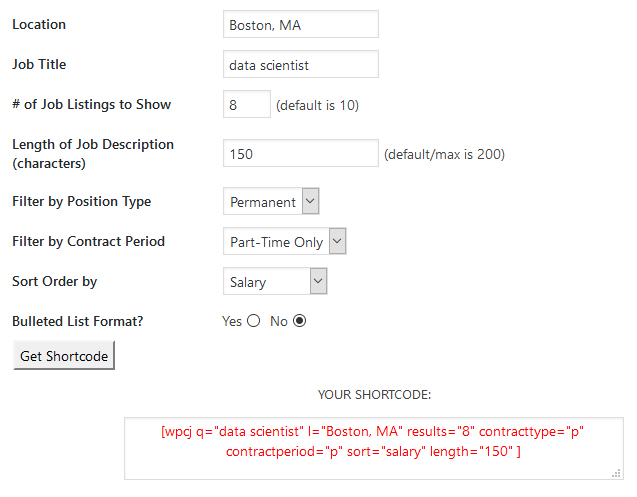 Location Boston, MA
Job Title data scientist
# of Job Listings to Show 8 (default is 10)
Length of Job Description
(characters) 150 (default/max is 200)
Filter by Position Type Permanent
Filter by Contract Period Part-Time Only
Sort Order by Salary
Bulleted List Format? Yes No
Get Shortcode
YOUR SHORTCODE:
[wpcj q="data scientist" l="Boston, MA" results="8" contracttype="p"
contractperiod="p" sort="salary" length="150" ]